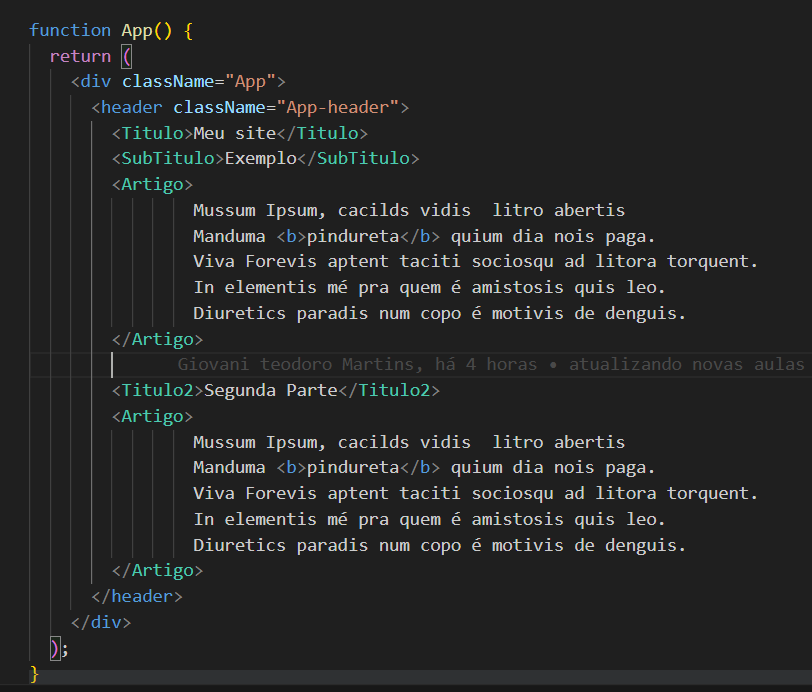 function App() {
return (
<div className="App">
<header className="App-header">
<Titulo>Meu site</Titulo>
<SubTitulo>Exemplo</SubTitulo>
<Artigo>
Mussum Ipsum, cacilds vidis  litro abertis
Manduma <b>pindureta</b> quium dia nois paga.
Viva Forevis aptent taciti sociosqu ad litora torquent.
In elementis mé pra quem é amistosis quis leo.
Diuretics paradis num copo é motivis de denguis.
</Artigo>
Giovani teodoro Martins, há 4 horas • atualizando novas aulas
<Titulo2>Segunda Parte</Titulo2>
<Artigo>
Mussum Ipsum, cacilds vidis  litro abertis
Manduma <b>pindureta</b> quium dia nois paga.
Viva Forevis aptent taciti sociosqu ad litora torquent.
In elementis mé pra quem é amistosis quis leo.
Diuretics paradis num copo é motivis de denguis.
</Artigo>
</header>
</div>
);
}